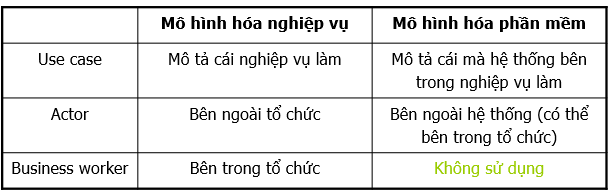 Mô hình hóa nghiệp vụ Mô hình hóa phần mềm
Use case Mô tả cái nghiệp vụ làm Mô tả cái mà hệ thống bên
trong nghiệp vụ làm
Actor Bên ngoài tổ chức Bên ngoài hệ thống (có thể
bên trong tổ chức)
Business worker Bên trong tổ chức Không sử dụng